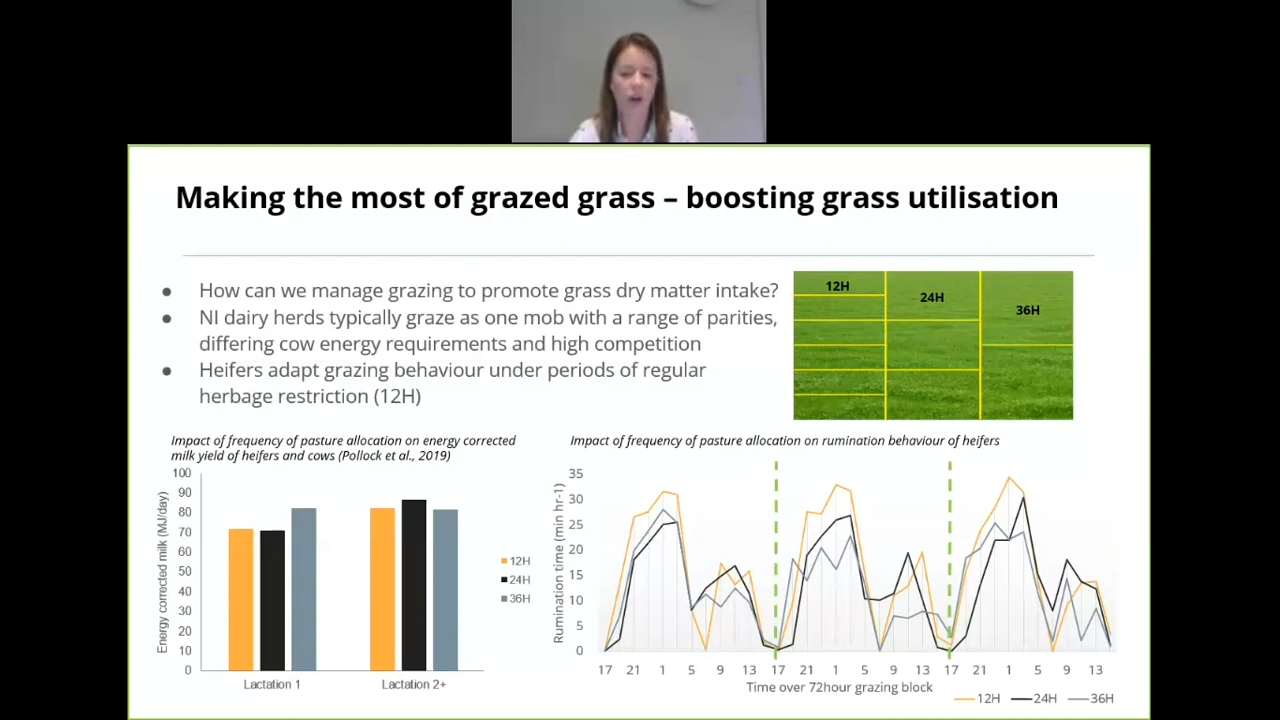 Making the most of grazed grass – boosting grass utilisation
● How can we manage grazing to promote grass dry matter intake?
● NI dairy herds typically graze as one mob with a range of parities,
differing cow energy requirements and high competition
● Heifers adapt grazing behaviour under periods of regular
herbage restriction (12H)
12H
24H
36H
Impact of frequency of pasture allocation on energy corrected
milk yield of heifers and cows (Pollock et al., 2019)
Energy corrected milk (MJ/day)
100
90
80
70
60
50
40
30
20
10
0
Lactation 1 Lactation 2+
12H
24H
36H
Impact of frequency of pasture allocation on rumination behaviour of heifers
Rumination time (min hr-1)
35
30
25
20
15
10
5
0
17 21 1 5 9 13 17 21 1 5 9 13 17 21 1 5 9 13
Time over 72hour grazing block
12H 24H 36H